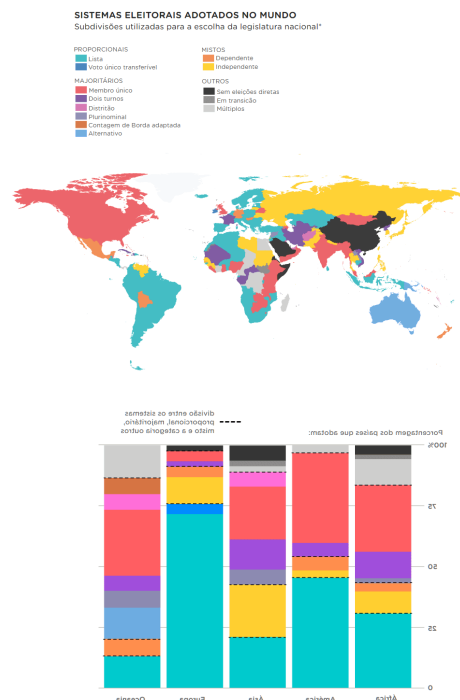 SISTEMAS ELEITORAIS ADOTADOS NO MUNDO
Subdivisões utilizadas para a escolha da legislatura nacional*
PROPORCIONAIS
Lista
Voto único transferível
MAJORITÁRIOS
Membro único
Dois turnos
Distritão
Plurinominal
Contagem de Borda adaptada
Alternativo
MISTOS
Dependente
Independente
OUTROS
Sem eleições diretas
Em transição
Múltiplos
Porcentagem dos países que adotam:
divisão entre os sistemas
proporcional, majoritário,
misto e a categoria outros
100%
75
50
25
0
África
América
Ásia
Europa
Oceania